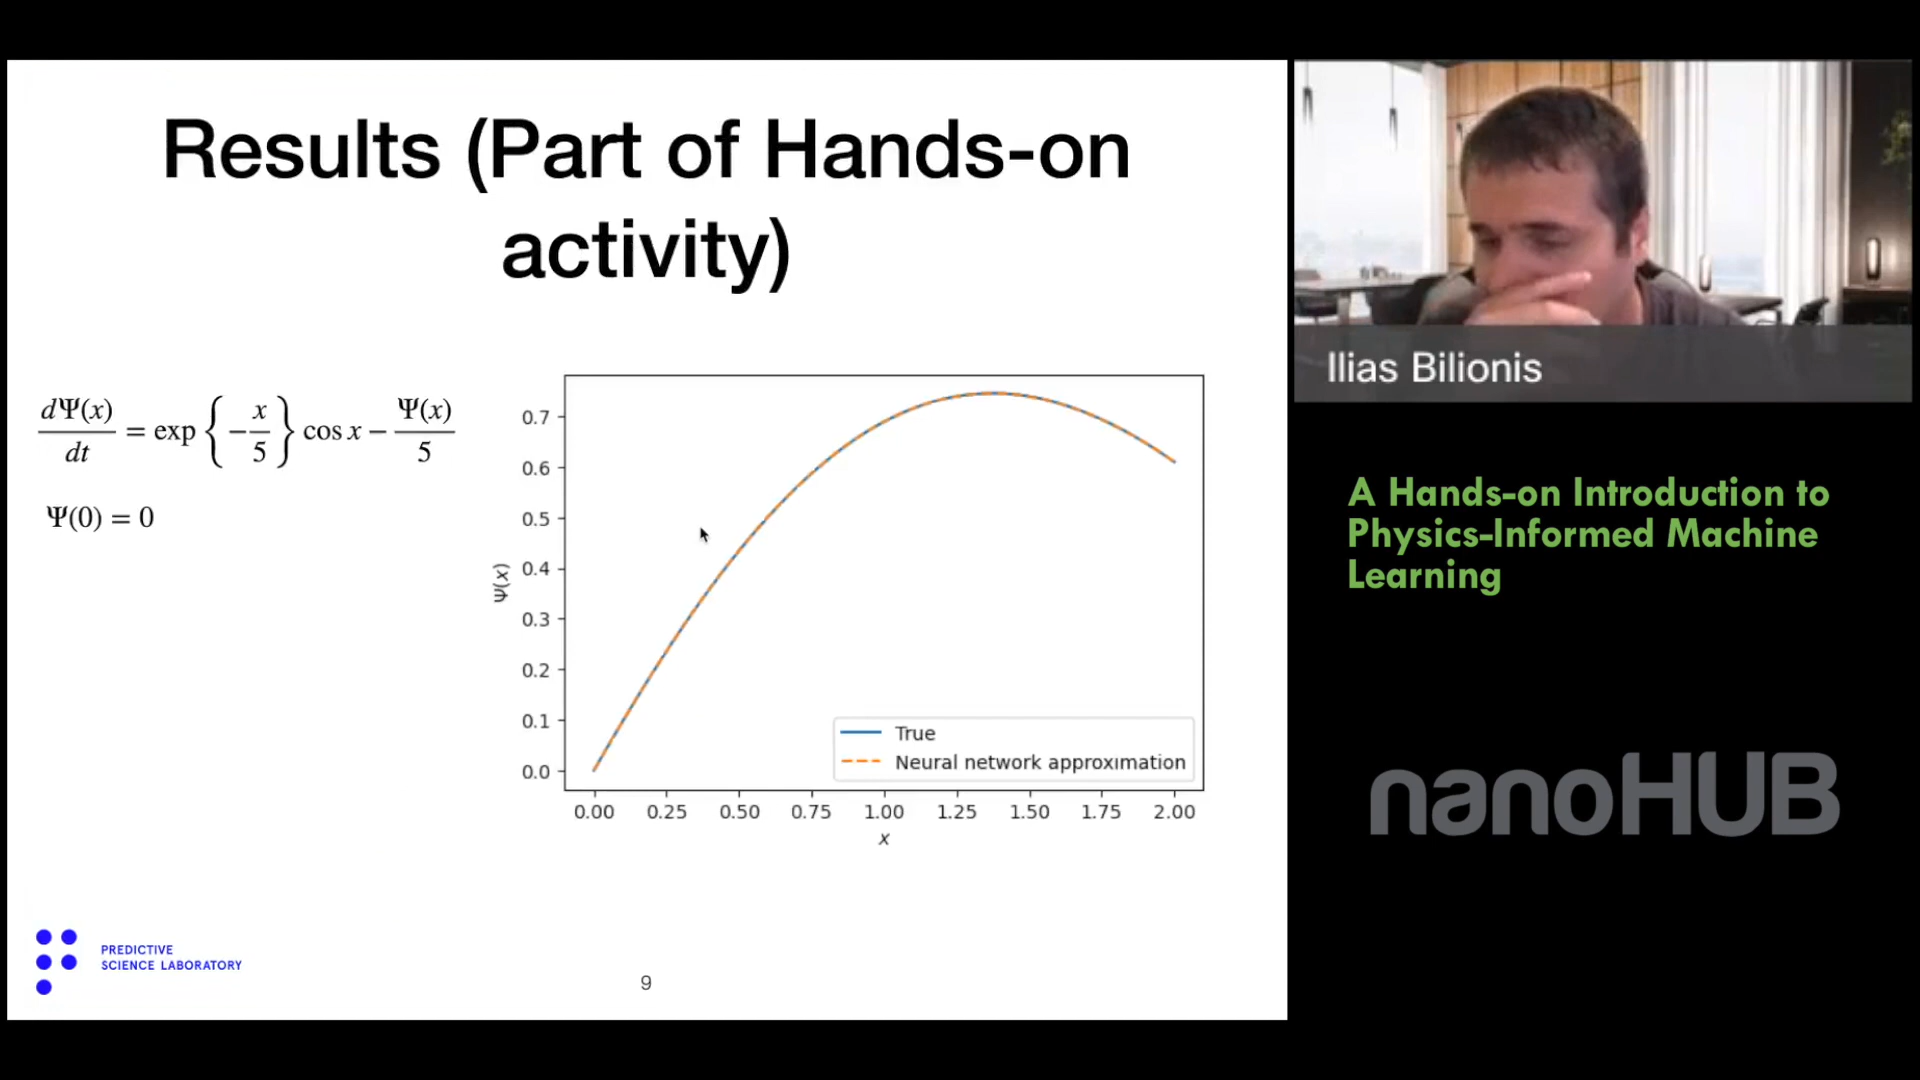 Results (Part of Hands-on
activity)
dΨ(x)/dt = exp{−x/5} cos x − Ψ(x)/5
Ψ(0) = 0
Ψ(x)
0.7
0.6
0.5
0.4
0.3
0.2
0.1
0.0
True
Neural network approximation
0.00 0.25 0.50 0.75 1.00 1.25 1.50 1.75 2.00
x
PREDICTIVE
SCIENCE LABORATORY
9
Ilias Bilionis
A Hands-on Introduction to
Physics-Informed Machine
Learning
nanoHUB